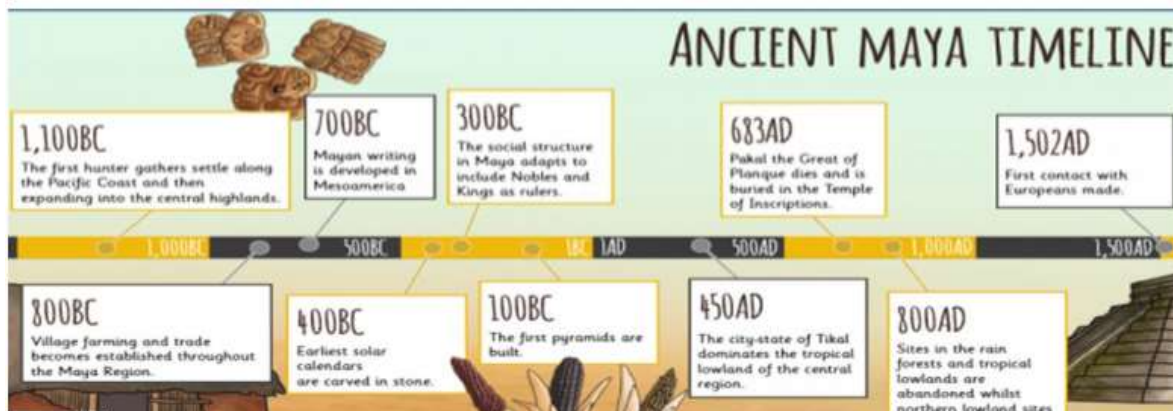 ANCIENT MAYA TIMELINE
1,100BC
The first hunter gathers settle along
the Pacific Coast and then
expanding into the central highlands.
700BC
Mayan writing
is developed in
Mesoamerica
300BC
The social structure
in Maya adapts to
include Nobles and
Kings as rulers.
683AD
Pakal the Great of
Planque dies and is
buried in the Temple
of Inscriptions.
1,502AD
First contact with
Europeans made.
1,000BC 500BC 1BC 1AD 500AD 1,000AD 1,500AD
800BC
Village farming and trade
becomes established throughout
the Maya Region.
400BC
Earliest solar
calendars
are carved in stone.
100BC
The first pyramids are
built.
450AD
The city-state of Tikal
dominates the tropical
lowland of the central
region.
800AD
Sites in the rain
forests and tropical
lowlands are
abandoned whilst
northern lowland sites